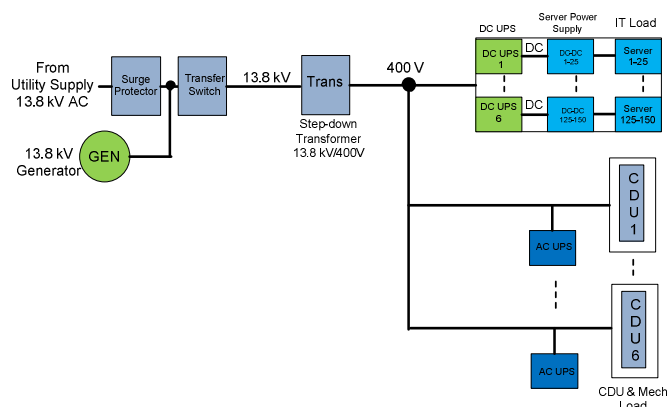 From
Utility Supply
13.8 kV AC
Surge
Protector
Transfer
Switch
13.8 kV
Trans
400 V
Step-down
Transformer
13.8 kV/400V
13.8 kV
Generator
GEN
DC UPS
Server Power
Supply
IT Load
DC UPS
1
DC
DC-DC
1-25
Server
1-25
DC UPS
6
DC
DC-DC
125-150
Server
125-150
C
D
U
1
AC UPS
C
D
U
6
AC UPS
CDU & Mech
Load